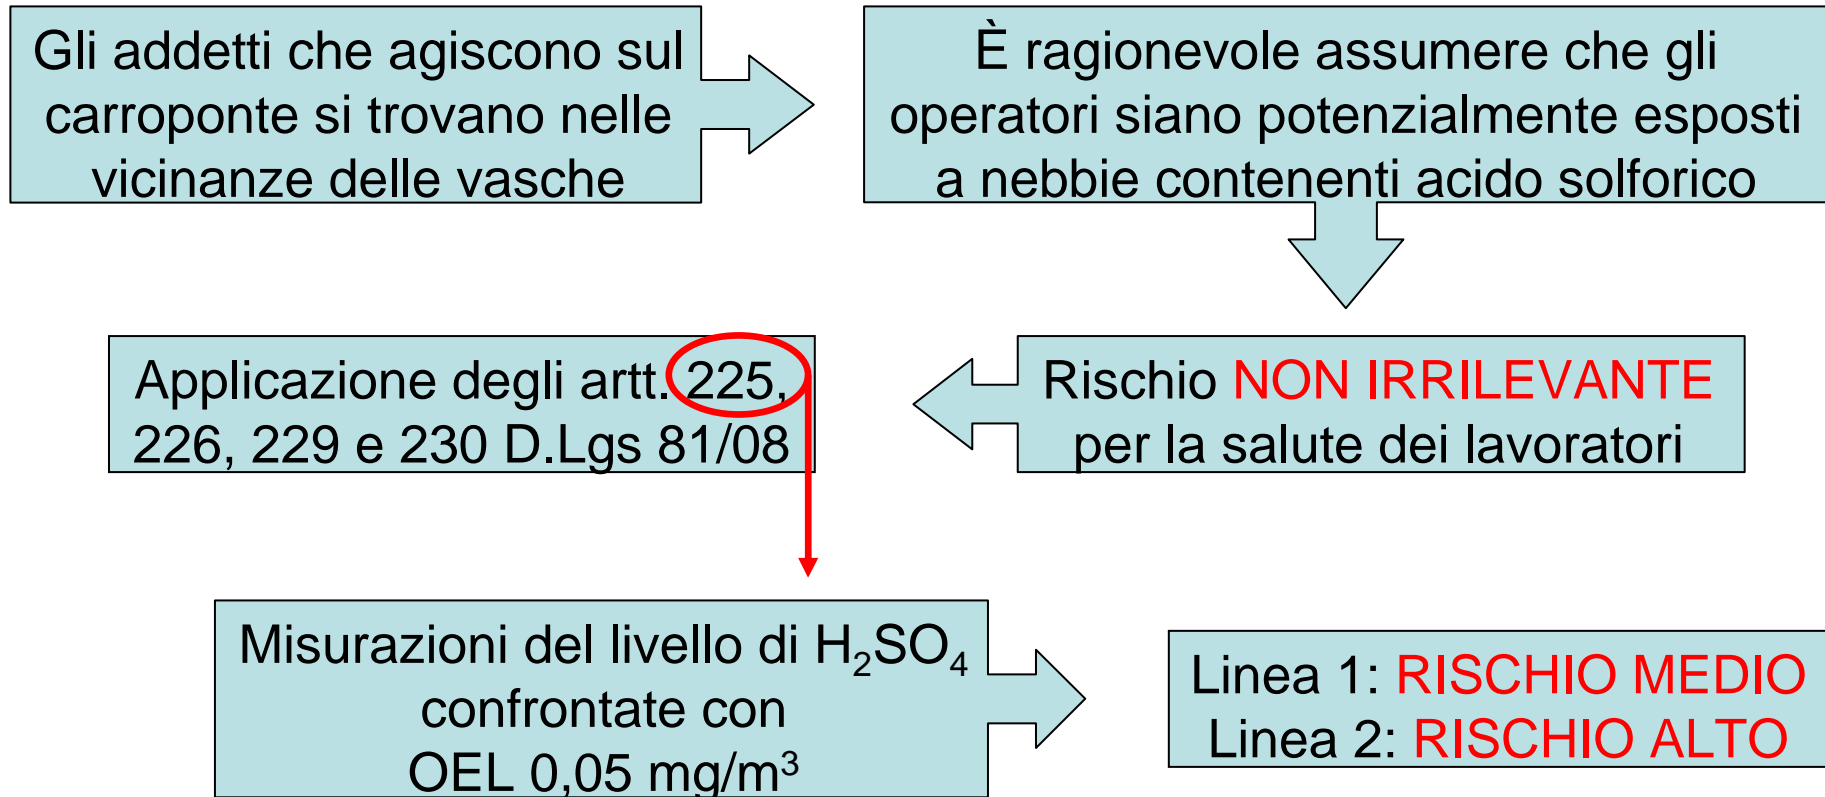 Gli addetti che agiscono sul
carroponte si trovano nelle
vicinanze delle vasche
È ragionevole assumere che gli
operatori siano potenzialmente esposti
a nebbie contenenti acido solforico
Rischio NON IRRILEVANTE
per la salute dei lavoratori
Applicazione degli artt. 225,
226, 229 e 230 D.Lgs 81/08
Misurazioni del livello di H₂SO₄
confrontate con
OEL 0,05 mg/m³
Linea 1: RISCHIO MEDIO
Linea 2: RISCHIO ALTO